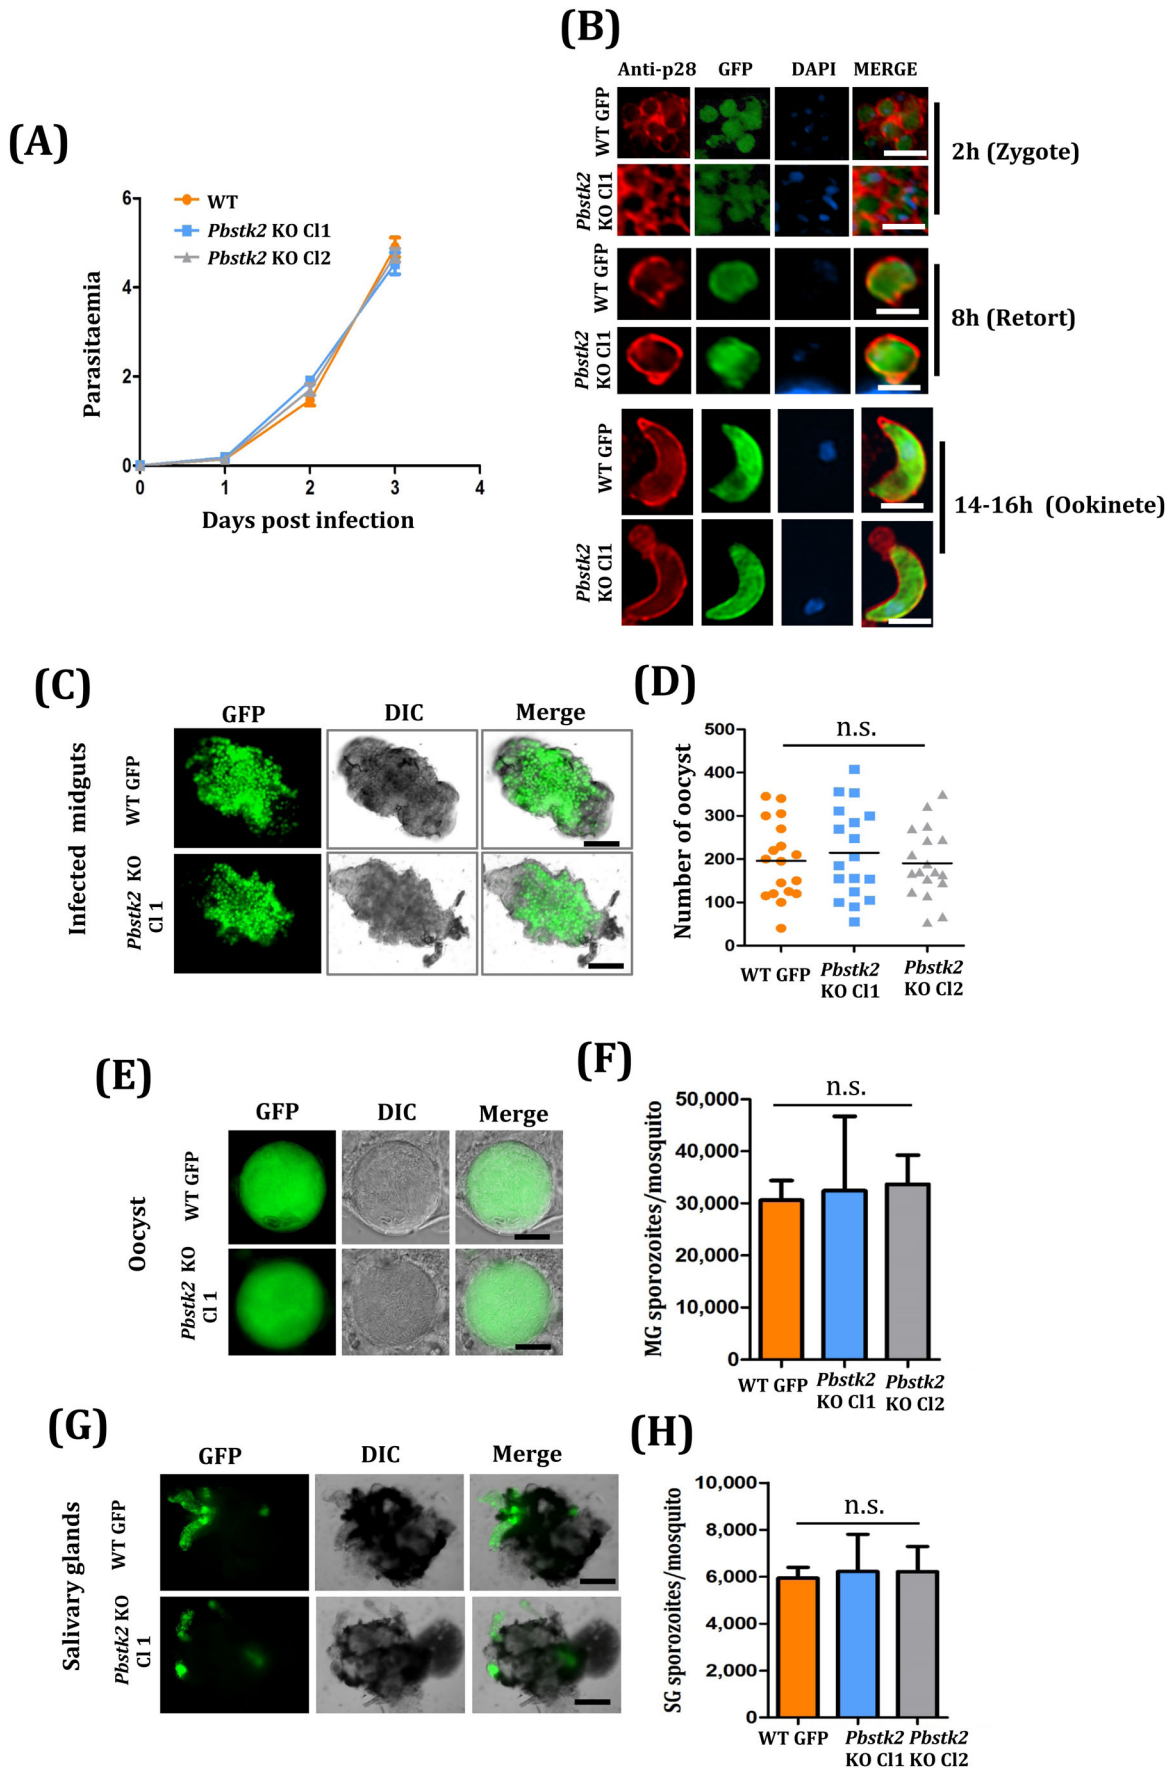 (A)
6
4
2
0
0 1 2 3 4
Parasitaemia
Days post infection
WT
Pbstk2 KO Cl1
Pbstk2 KO Cl2
(B)
Anti-p28 GFP DAPI MERGE
WT GFP
Pbstk2
KO Cl1
2h (Zygote)
WT GFP
Pbstk2
KO Cl1
8h (Retort)
WT GFP
Pbstk2
KO Cl1
14-16h (Ookinete)
(C)
GFP DIC Merge
Infected midguts
WT GFP
Pbstk2 KO
Cl 1
(D)
n.s.
Number of oocyst
500
400
300
200
100
0
WT GFP
Pbstk2
KO Cl1
Pbstk2
KO Cl2
(E)
GFP DIC Merge
Oocyst
WT GFP
Pbstk2 KO
Cl 1
(F)
n.s.
MG sporozoites/mosquito
50,000
40,000
30,000
20,000
10,000
0
WT GFP
Pbstk2
KO Cl1
Pbstk2
KO Cl2
(G)
GFP DIC Merge
Salivary glands
WT GFP
Pbstk2 KO
Cl 1
(H)
n.s.
SG sporozoites/mosquito
10,000
8,000
6,000
4,000
2,000
0
WT GFP
Pbstk2
KO Cl1
Pbstk2
KO Cl2